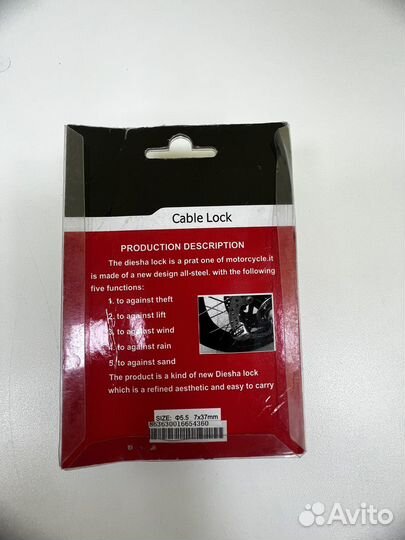 Cable Lock
PRODUCTION DESCRIPTION
The diesha lock is a prat one of motorcycle.it
is made of a new design all-steel. with the following
five functions:
1. to against theft
2. to against lift
3. to against wind
4. to against rain
5. to against sand
The product is a kind of new Diesha lock
which is a refined aesthetic and easy to carry
SIZE: Φ5.5 7x37mm
863630016654360
Avito